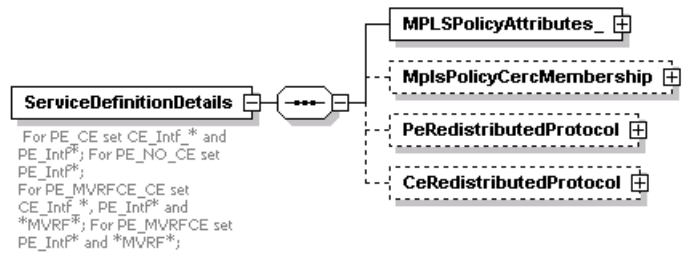 MPLSPolicyAttributes_
MplsPolicyCercMembership
ServiceDefinitionDetails
For PE_CE set CE_Intf_* and
PE_Intf*; For PE_NO_CE set
PE_Intf*;
For PE_MVRFCE_CE set
CE_Intf_*, PE_Intf* and
*MVRF*; For PE_MVRFCE set
PE_Intf* and *MVRF*;
PeRedistributedProtocol
CeRedistributedProtocol